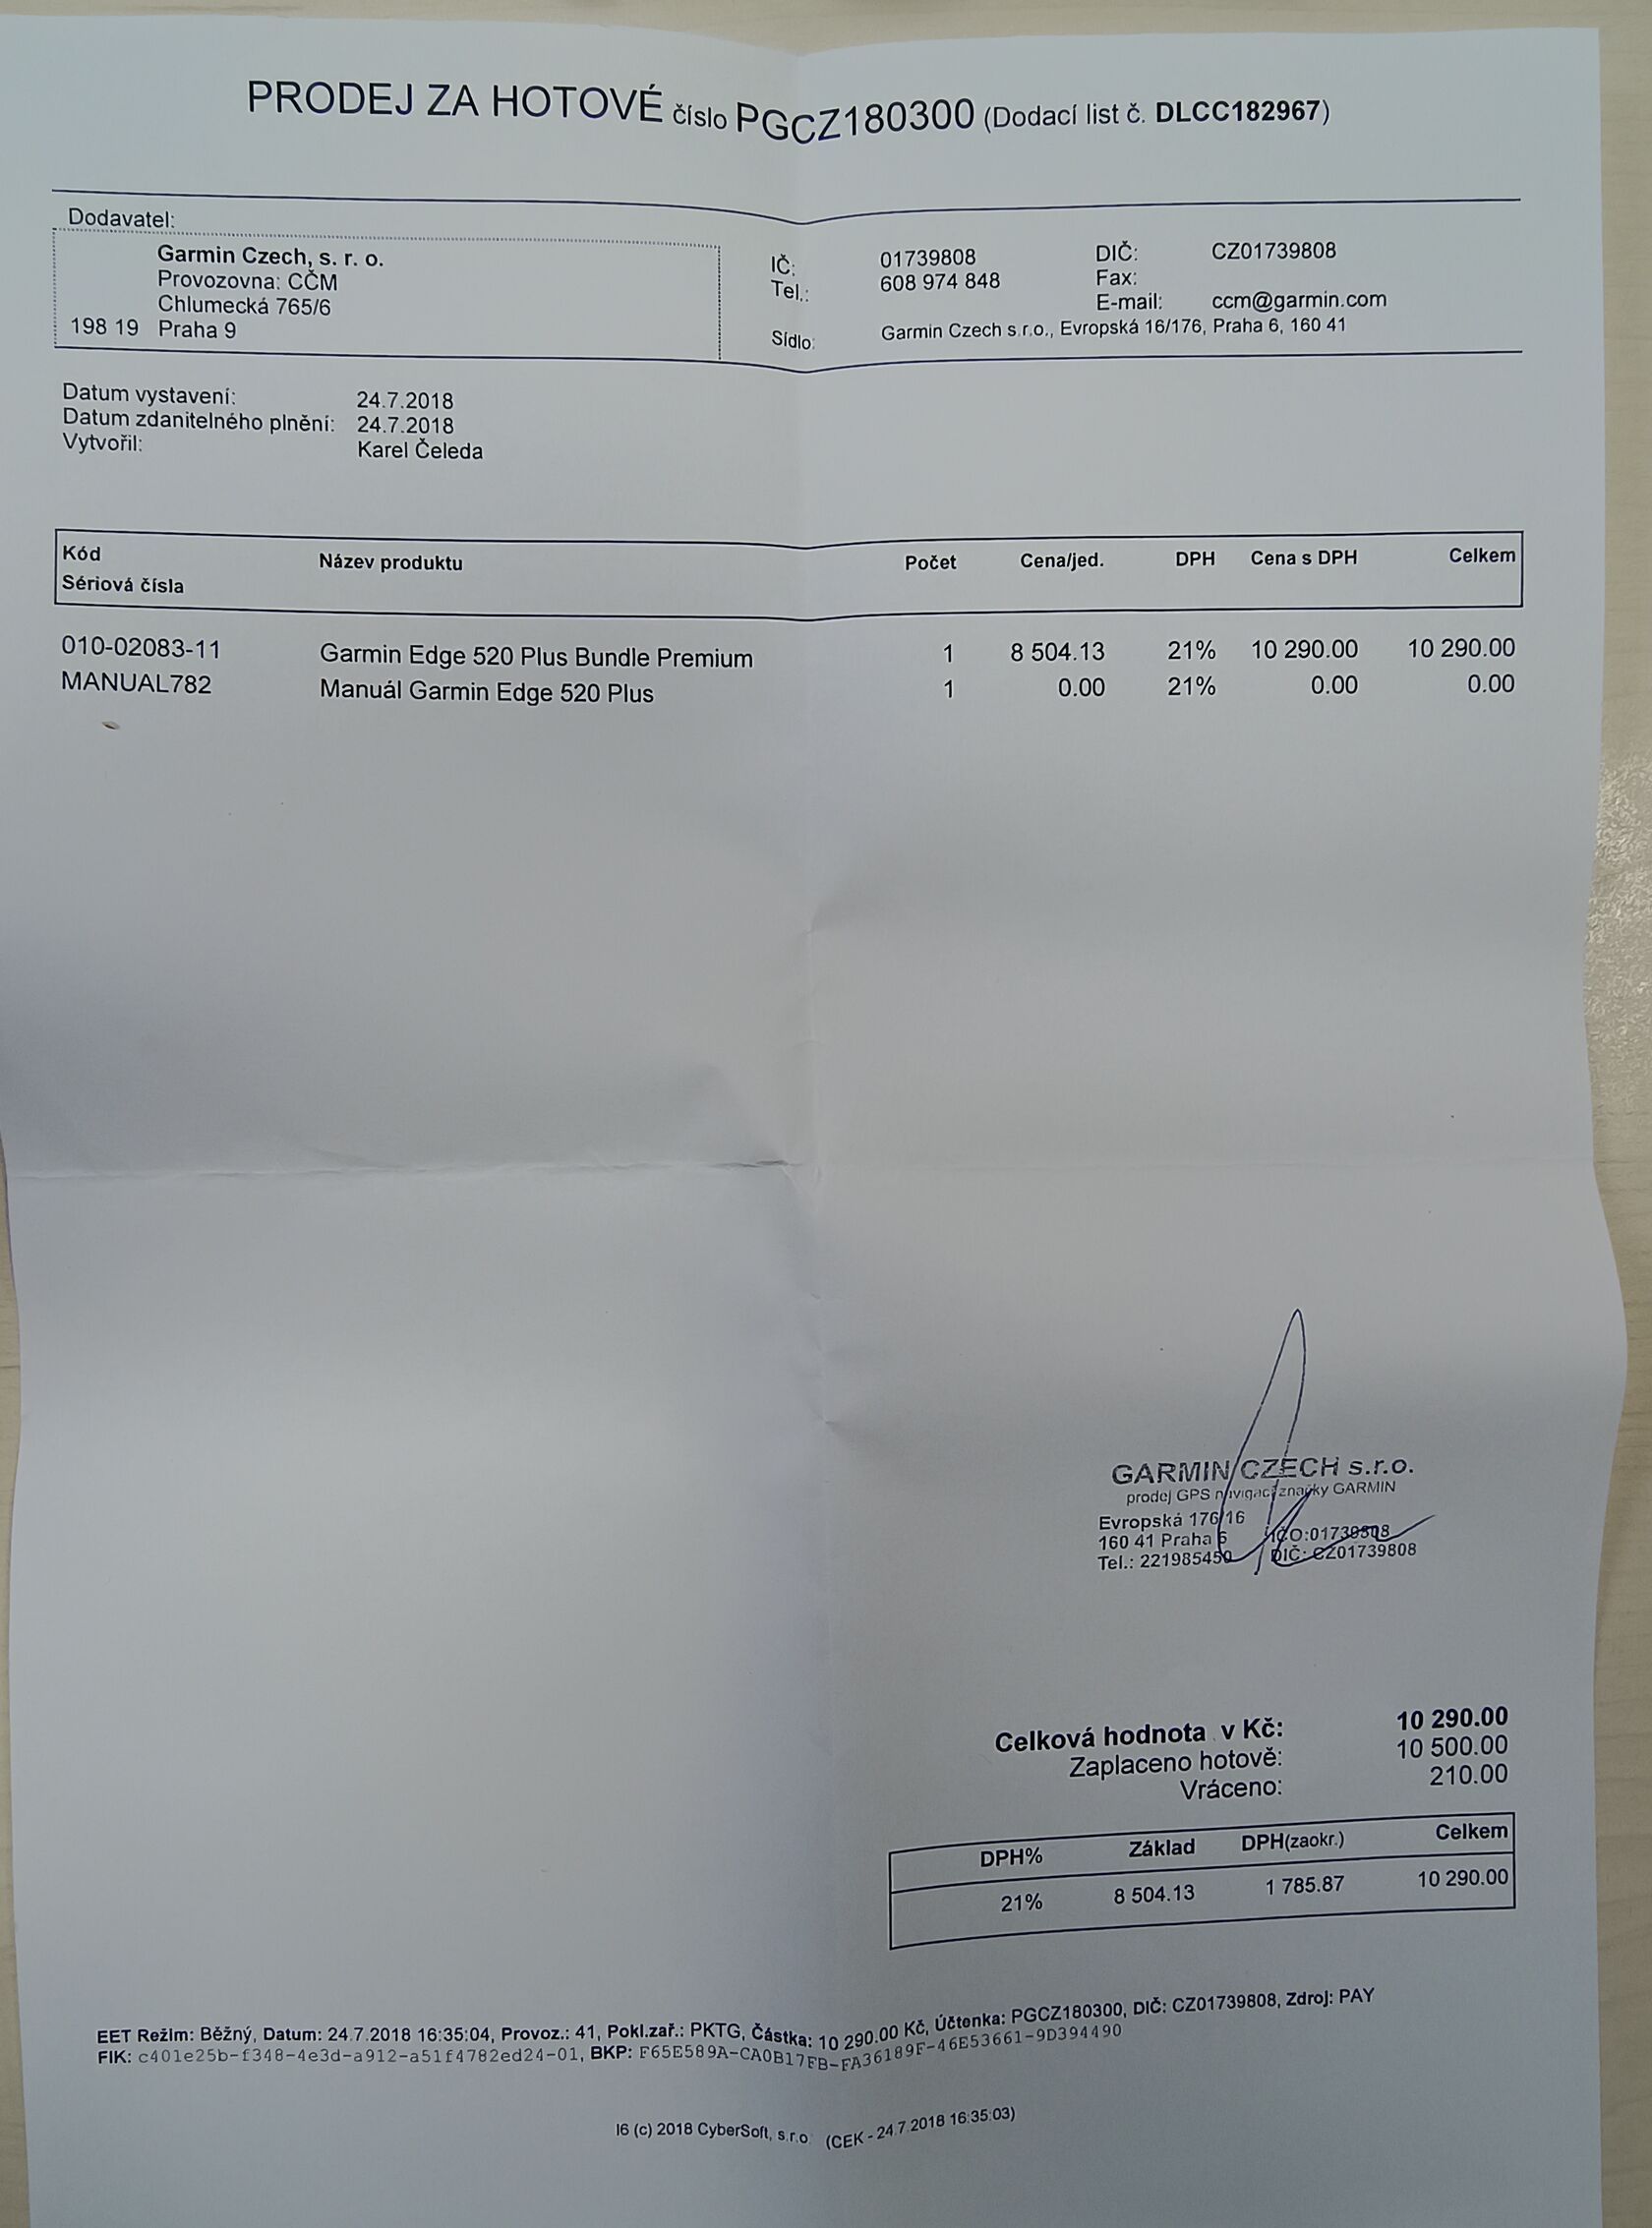 PRODEJ ZA HOTOVÉ číslo PGCZ180300 (Dodací list č. DLCC182967)
Dodavatel:
Garmin Czech, s. r. o.
Provozovna: CČM
Chlumecká 765/6
198 19 Praha 9
IČ: 01739808 DIČ: CZ01739808
Tel.: 608 974 848 Fax:
E-mail: ccm@garmin.com
Sídlo: Garmin Czech s.r.o., Evropská 16/176, Praha 6, 160 41
Datum vystavení: 24.7.2018
Datum zdanitelného plnění: 24.7.2018
Vytvořil: Karel Čeleda
Kód Název produktu Počet Cena/jed. DPH Cena s DPH Celkem
Sériová čísla
010-02083-11 Garmin Edge 520 Plus Bundle Premium 1 8 504.13 21% 10 290.00 10 290.00
MANUAL782 Manuál Garmin Edge 520 Plus 1 0.00 21% 0.00 0.00
GARMIN CZECH s.r.o.
prodej GPS navigací značky GARMIN
Evropská 176/16
160 41 Praha 6 IČO:01739808
Tel.: 221985450 DIČ: CZ01739808
Celková hodnota v Kč: 10 290.00
Zaplaceno hotově: 10 500.00
Vráceno: 210.00
DPH% Základ DPH(zaokr.) Celkem
21% 8 504.13 1 785.87 10 290.00
EET Režim: Běžný, Datum: 24.7.2018 16:35:04, Provoz.: 41, Pokl.zař.: PKTG, Částka: 10 290.00 Kč, Účtenka: PGCZ180300, DIČ: CZ01739808, Zdroj: PAY
FIK: c401e25b-f348-4e3d-a912-a51f4782ed24-01, BKP: F65E589A-CA0B17FB-FA36189F-46E53661-9D394490
I6 (c) 2018 CyberSoft, s.r.o. (CEK - 24.7.2018 16:35:03)